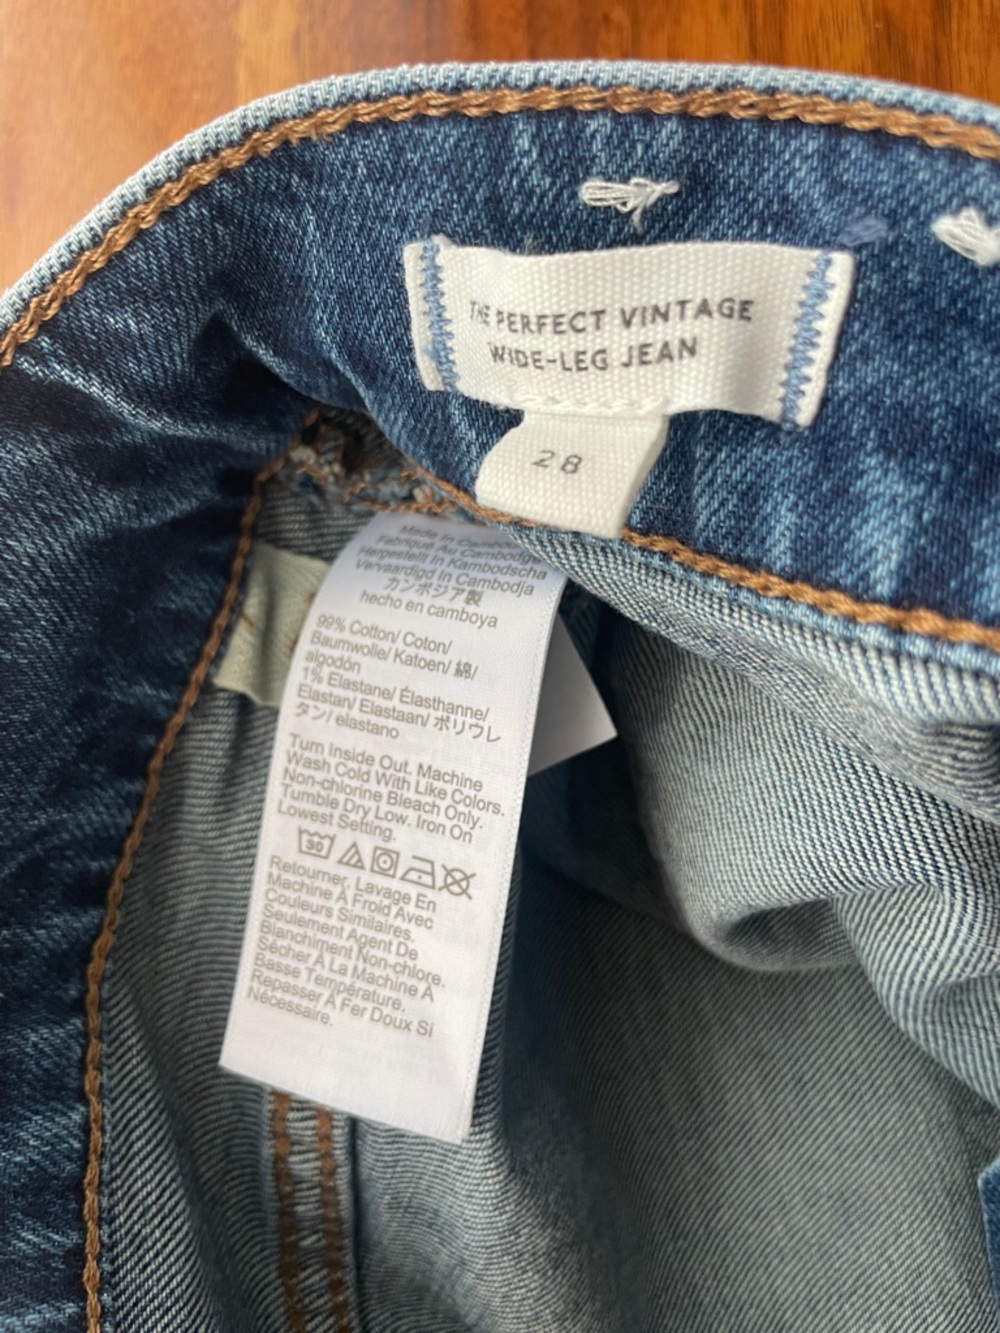 THE PERFECT VINTAGE
WIDE-LEG JEAN
28
Made in Cambodia
Fabriqué Au Cambodge
Hergestellt in Kambodscha
Vervaardigd in Cambodja
カンボジア製
hecho en camboya
99% Cotton/ Coton/
Baumwolle/ Katoen/ 綿/
algodón
1% Elastane/ Élasthanne/
Elastan/ Elastaan/ ポリウレ
タン/ elastano
Turn Inside Out. Machine
Wash Cold With Like Colors.
Non-chlorine Bleach Only.
Tumble Dry Low. Iron On
Lowest Setting.
30
Retourner. Lavage En
Machine À Froid Avec
Couleurs Similaires.
Seulement Agent De
Blanchiment Non-chlore.
Sécher À La Machine À
Basse Température.
Repasser À Fer Doux Si
Nécessaire.